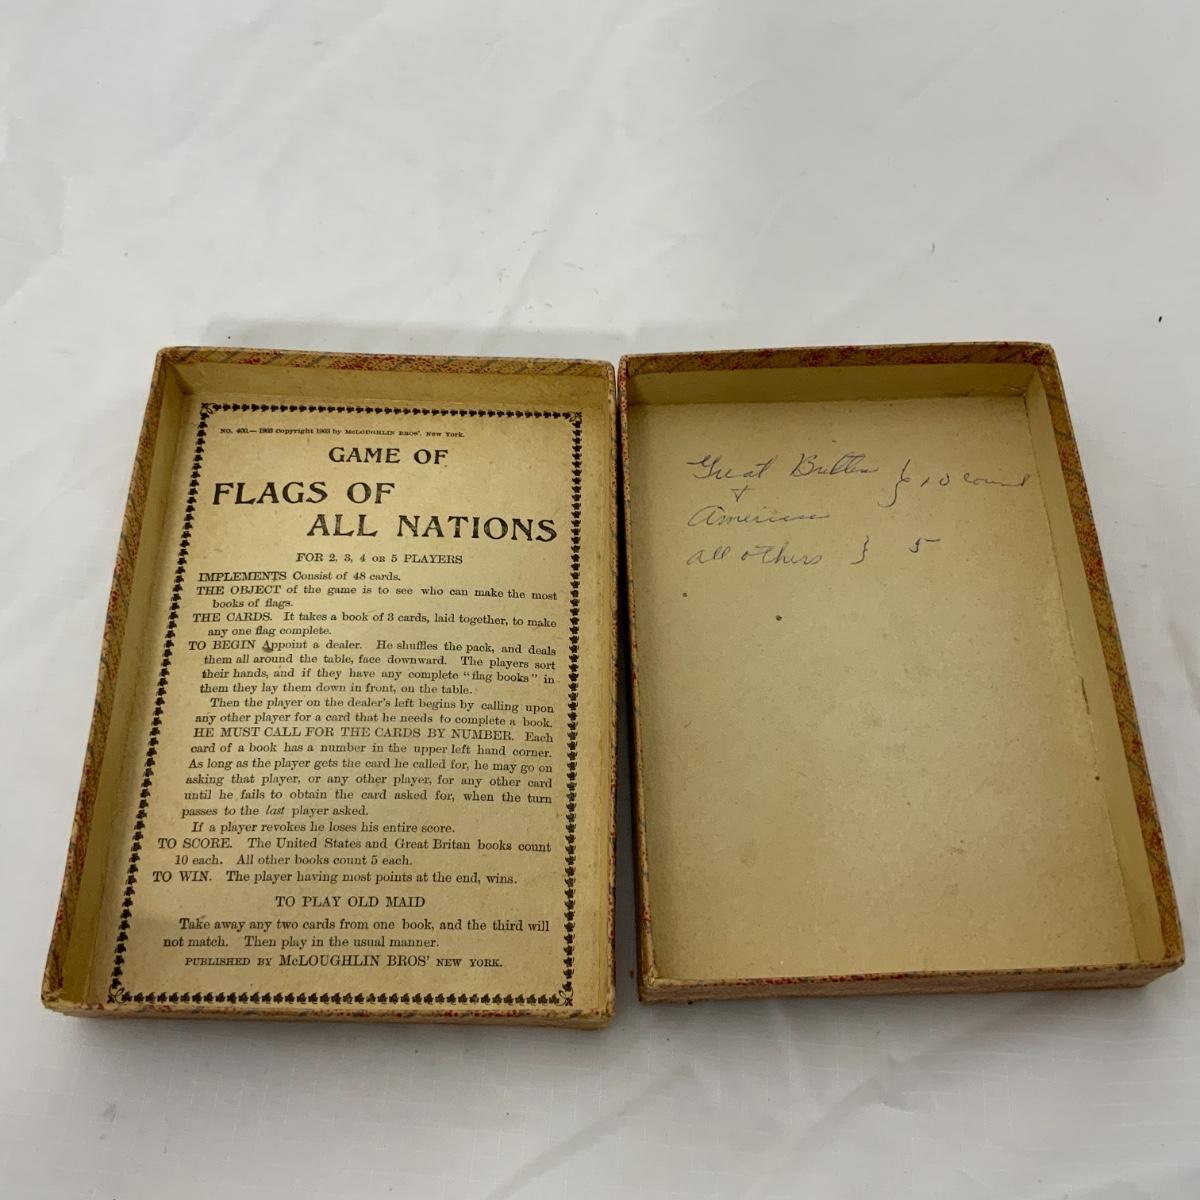 No. 400.— 1903 Copyright 1903 by McLOUGHLIN BROS'. New York.
GAME OF
FLAGS OF
ALL NATIONS
FOR 2, 3, 4 OR 5 PLAYERS
IMPLEMENTS Consist of 48 cards.
THE OBJECT of the game is to see who can make the most
books of flags.
THE CARDS. It takes a book of 3 cards, laid together, to make
any one flag complete.
TO BEGIN Appoint a dealer. He shuffles the pack, and deals
them all around the table, face downward. The players sort
their hands, and if they have any complete "flag books" in
them they lay them down in front, on the table.
Then the player on the dealer's left begins by calling upon
any other player for a card that he needs to complete a book.
HE MUST CALL FOR THE CARDS BY NUMBER. Each
card of a book has a number in the upper left hand corner.
As long as the player gets the card he called for, he may go on
asking that player, or any other player, for any other card
until he fails to obtain the card asked for, when the turn
passes to the last player asked.
If a player revokes he loses his entire score.
TO SCORE. The United States and Great Britan books count
10 each. All other books count 5 each.
TO WIN. The player having most points at the end, wins.
TO PLAY OLD MAID
Take away any two cards from one book, and the third will
not match. Then play in the usual manner.
PUBLISHED BY McLOUGHLIN BROS' NEW YORK.
Great } 10 count
+
American
all others } 5